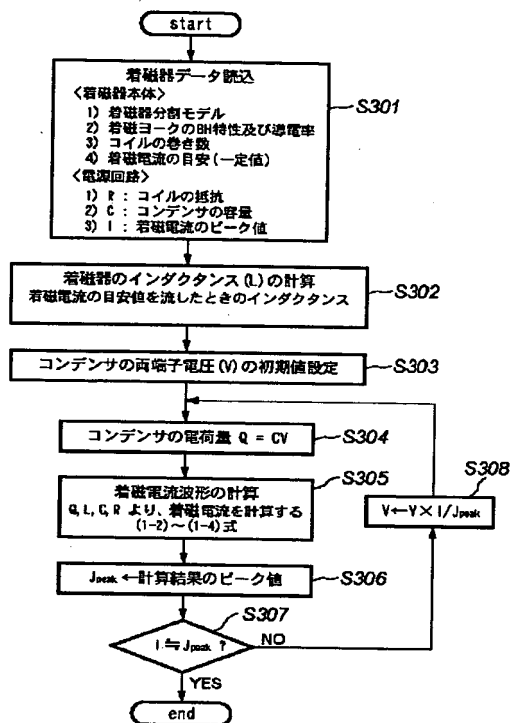 start
着磁器データ読込
〈着磁器本体〉
1) 着磁器分割モデル
2) 着磁ヨークのBH特性及び導電率
3) コイルの巻き数
4) 着磁電流の目安(一定値)
〈電源回路〉
1) R : コイルの抵抗
2) C : コンデンサの容量
3) I : 着磁電流のピーク値
S301
着磁器のインダクタンス(L)の計算
着磁電流の目安値を流したときのインダクタンス
S302
コンデンサの両端子電圧(V)の初期値設定
S303
コンデンサの電荷量 Q = CV
S304
着磁電流波形の計算
Q, L, C, R より、着磁電流を計算する
(1-2)～(1-4)式
S305
Jpeak ←計算結果のピーク値
S306
I ≒ Jpeak ?
S307
NO
V←V×I/Jpeak
S308
YES
end